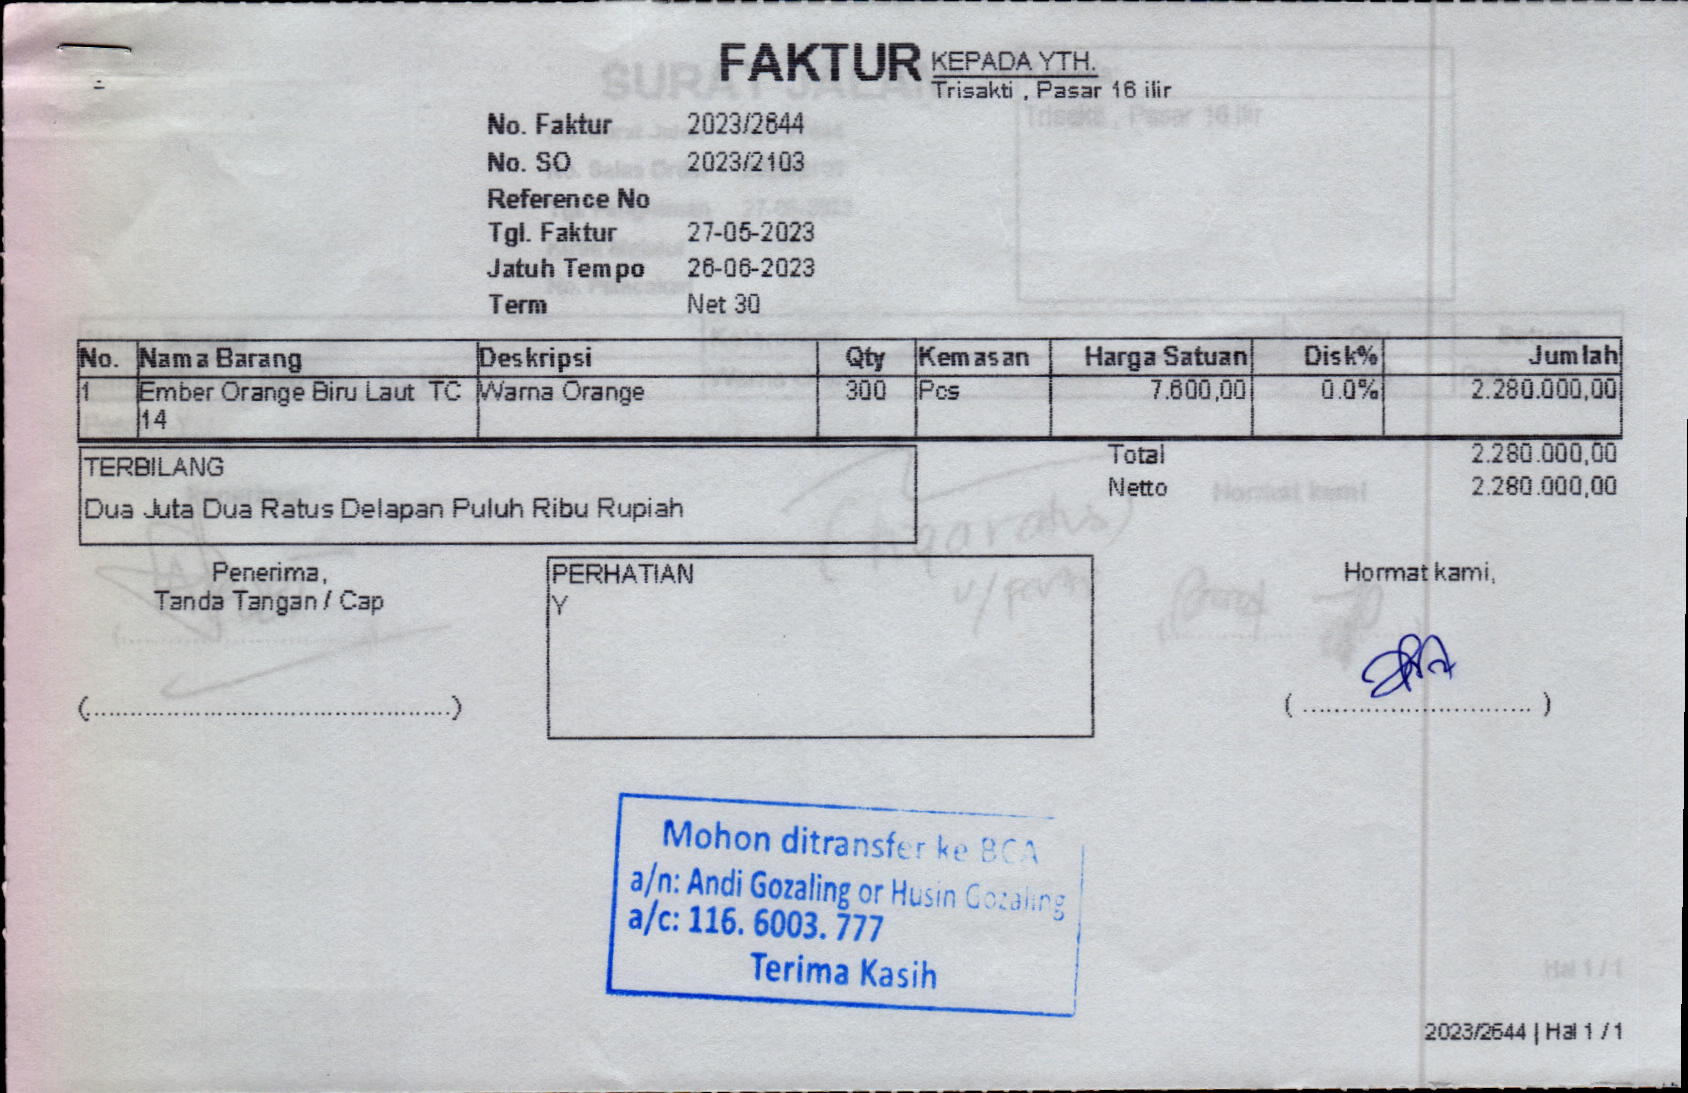 FAKTUR
KEPADA YTH.
Trisakti , Pasar 16 ilir
No. Faktur 2023/2644
No. SO 2023/2103
Reference No
Tgl. Faktur 27-05-2023
Jatuh Tempo 26-06-2023
Term Net 30
No. Nama Barang Deskripsi Qty Kemasan Harga Satuan Disk% Jumlah
1 Ember Orange Biru Laut TC Warna Orange 300 Pcs 7.600,00 0.0% 2.280.000,00
14
Total 2.280.000,00
Netto 2.280.000,00
TERBILANG
Dua Juta Dua Ratus Delapan Puluh Ribu Rupiah
Penerima,
Tanda Tangan / Cap
(..................................................)
PERHATIAN
Y
Hormat kami,
( ............................... )
Mohon ditransfer ke BCA
a/n: Andi Gozaling or Husin Gozaling
a/c: 116. 6003. 777
Terima Kasih
2023/2644 | Hal 1 / 1